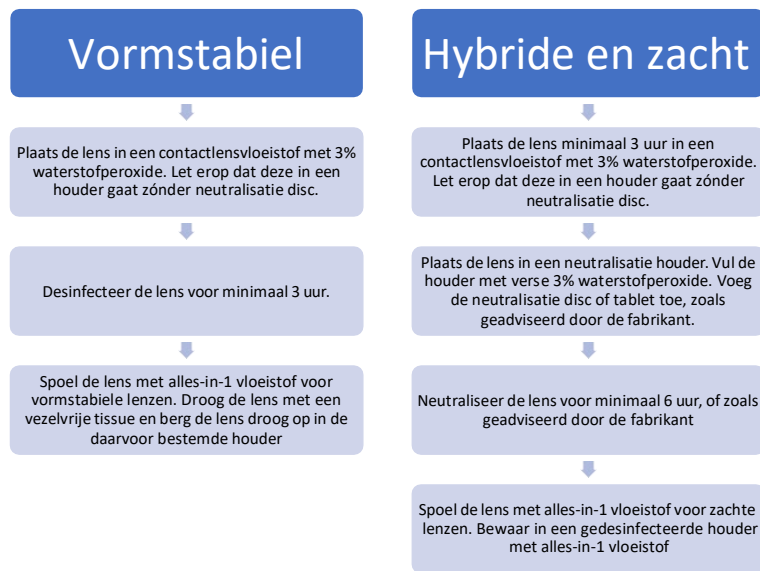 Vormstabiel
Plaats de lens in een contactlensvloeistof met 3%
waterstofperoxide. Let erop dat deze in een
houder gaat zónder neutralisatie disc.
Desinfecteer de lens voor minimaal 3 uur.
Spoel de lens met alles-in-1 vloeistof voor
vormstabiele lenzen. Droog de lens met een
vezelvrije tissue en berg de lens droog op in de
daarvoor bestemde houder
Hybride en zacht
Plaats de lens minimaal 3 uur in een
contactlensvloeistof met 3% waterstofperoxide.
Let erop dat deze in een houder gaat zónder
neutralisatie disc.
Plaats de lens in een neutralisatie houder. Vul de
houder met verse 3% waterstofperoxide. Voeg
de neutralisatie disc of tablet toe, zoals
geadviseerd door de fabrikant.
Neutraliseer de lens voor minimaal 6 uur, of zoals
geadviseerd door de fabrikant
Spoel de lens met alles-in-1 vloeistof voor zachte
lenzen. Bewaar in een gedesinfecteerde houder
met alles-in-1 vloeistof